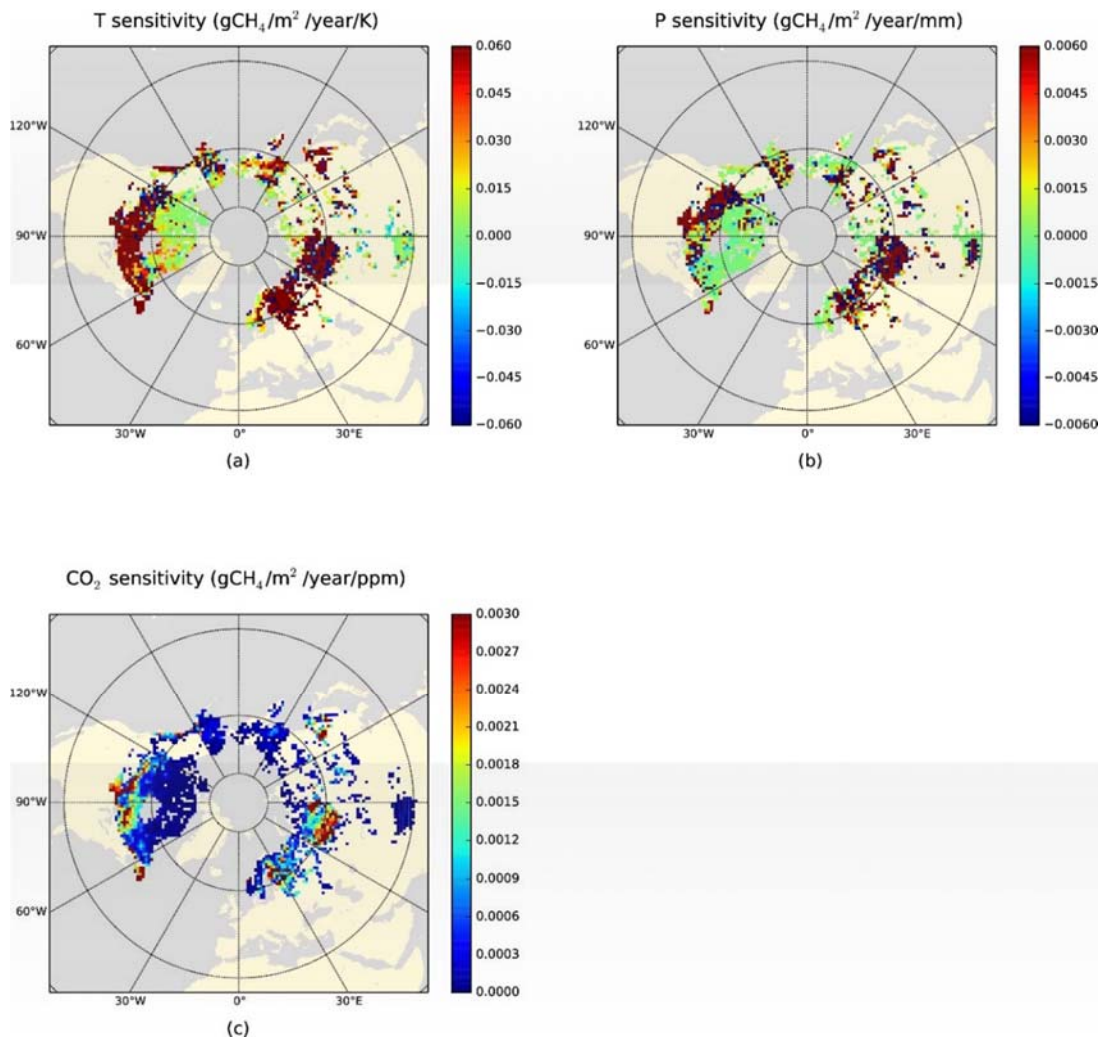 T sensitivity (gCH₄/m² /year/K)
0.060
0.045
0.030
0.015
0.000
−0.015
−0.030
−0.045
−0.060
120°W
90°W
60°W
30°W 0° 30°E
(a)
P sensitivity (gCH₄/m² /year/mm)
0.0060
0.0045
0.0030
0.0015
0.0000
−0.0015
−0.0030
−0.0045
−0.0060
120°W
90°W
60°W
30°W 0° 30°E
(b)
CO₂ sensitivity (gCH₄/m² /year/ppm)
0.0030
0.0027
0.0024
0.0021
0.0018
0.0015
0.0012
0.0009
0.0006
0.0003
0.0000
120°W
90°W
60°W
30°W 0° 30°E
(c)